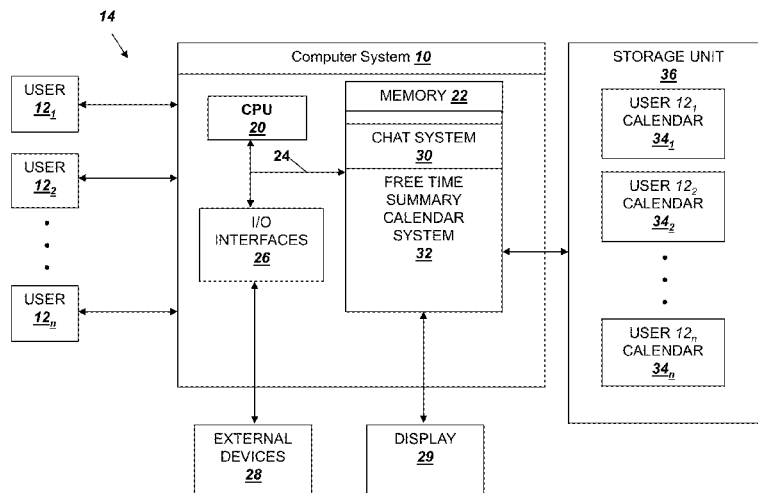 14
Computer System 10
USER
12₁
USER
12₂
USER
12ₙ
CPU
20
24
I/O
INTERFACES
26
MEMORY 22
CHAT SYSTEM
30
FREE TIME
SUMMARY
CALENDAR
SYSTEM
32
STORAGE UNIT
36
USER 12₁
CALENDAR
34₁
USER 12₂
CALENDAR
34₂
USER 12ₙ
CALENDAR
34ₙ
EXTERNAL
DEVICES
28
DISPLAY
29